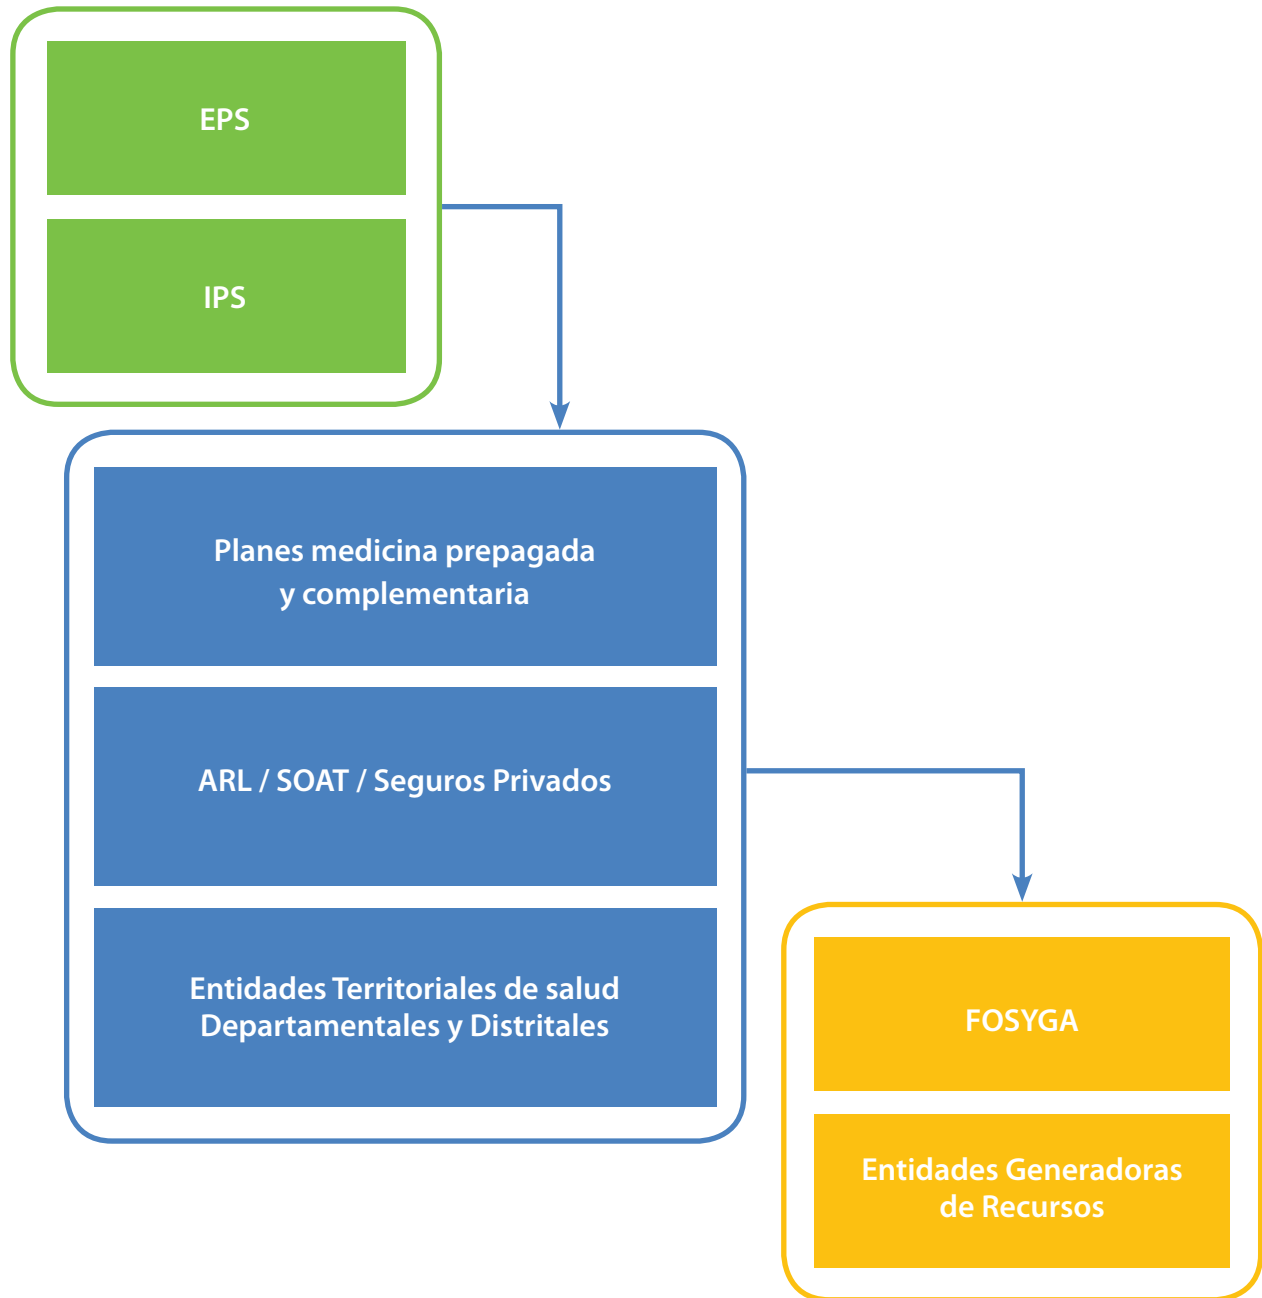 EPS
IPS
Planes medicina prepagada
y complementaria
ARL / SOAT / Seguros Privados
Entidades Territoriales de salud
Departamentales y Distritales
FOSYGA
Entidades Generadoras
de Recursos